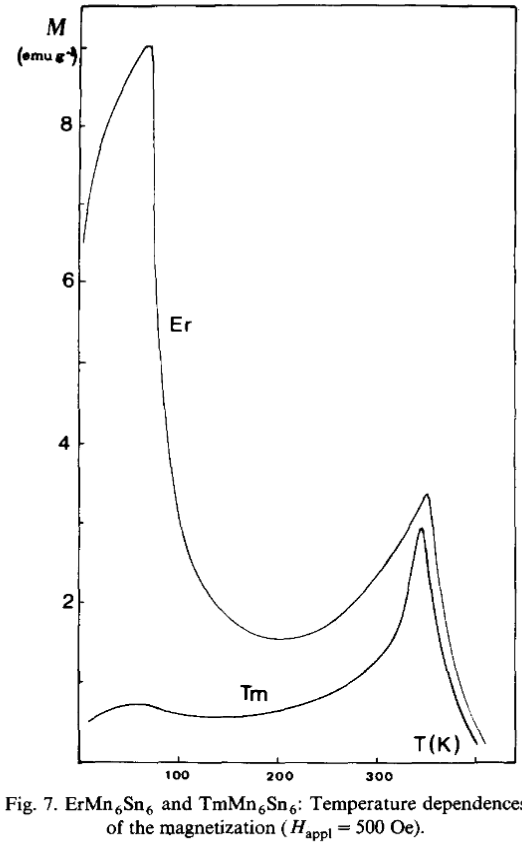 M
(emu g⁻¹)
8
6
Er
4
2
Tm
T(K)
100 200 300
Fig. 7. ErMn₆Sn₆ and TmMn₆Sn₆: Temperature dependences
of the magnetization (H_appl = 500 Oe).